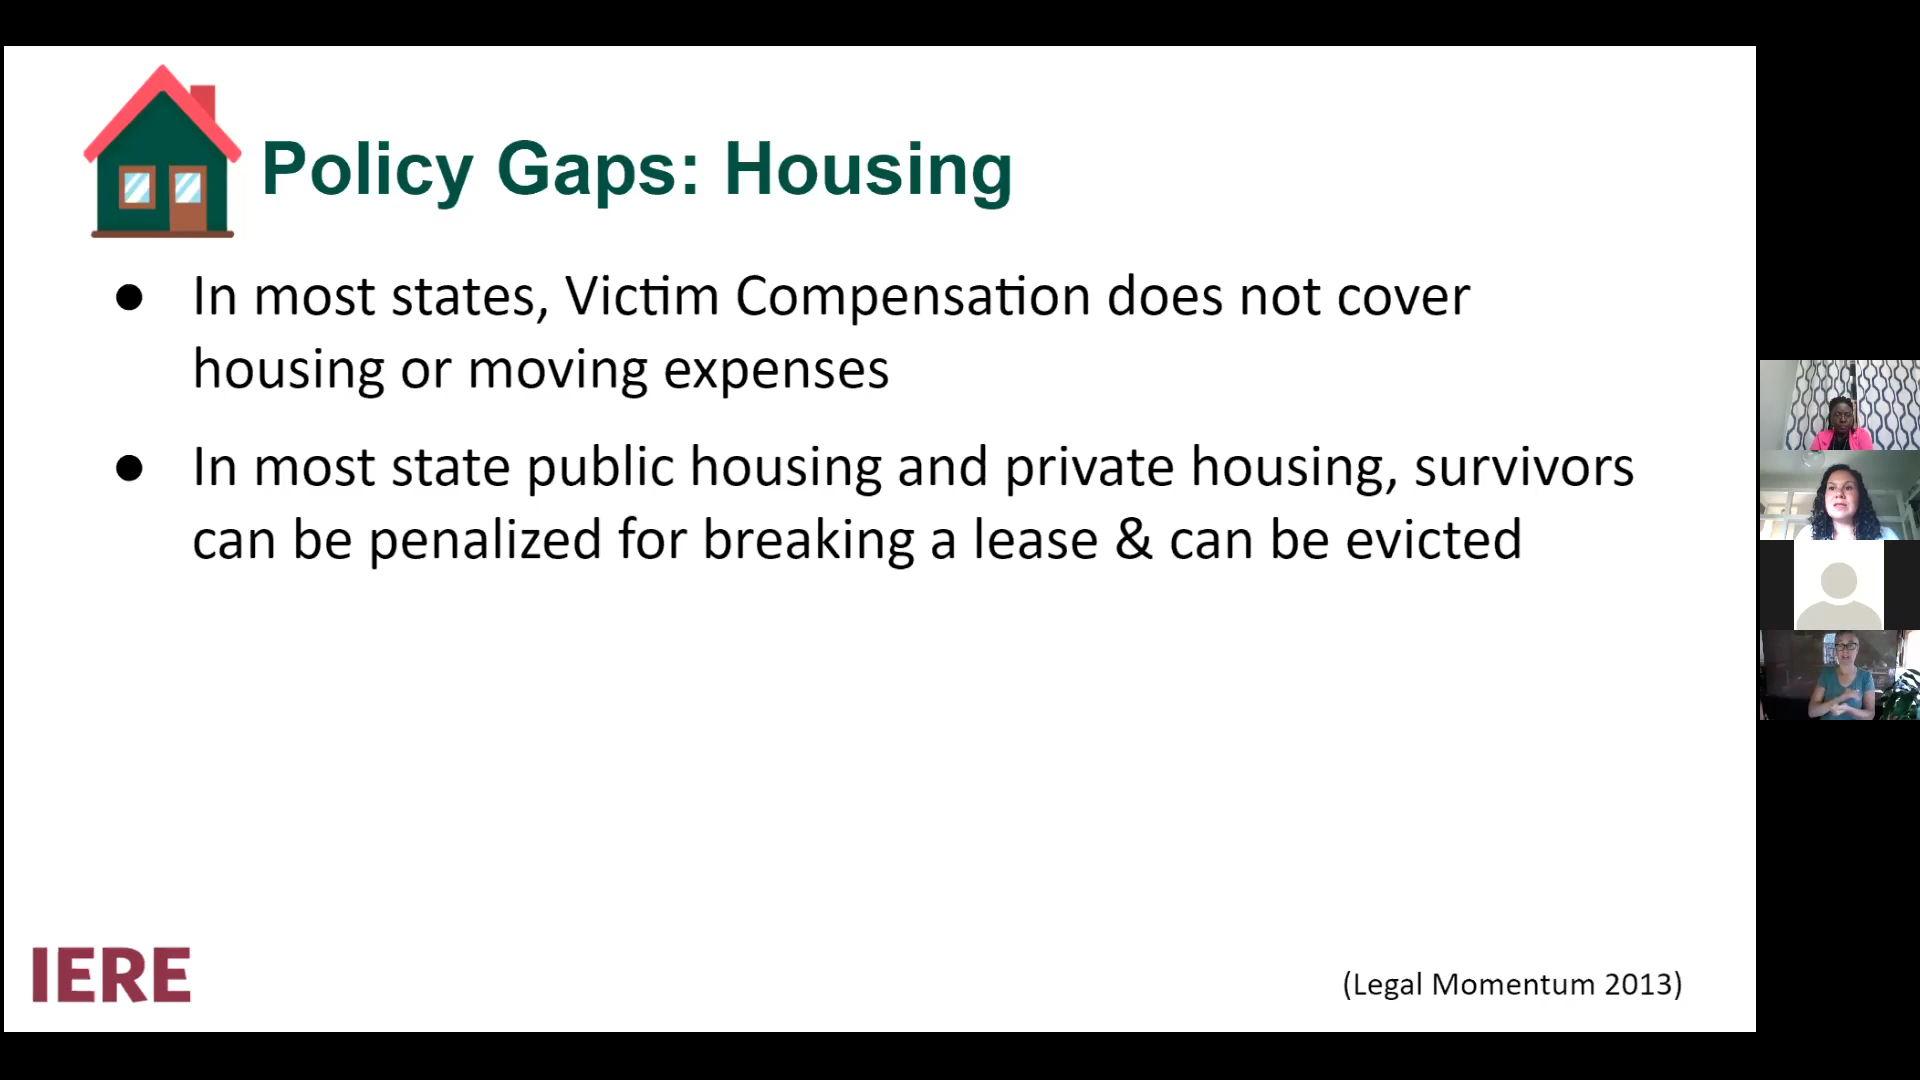 Policy Gaps: Housing
● In most states, Victim Compensation does not cover
housing or moving expenses
● In most state public housing and private housing, survivors
can be penalized for breaking a lease & can be evicted
IERE
(Legal Momentum 2013)